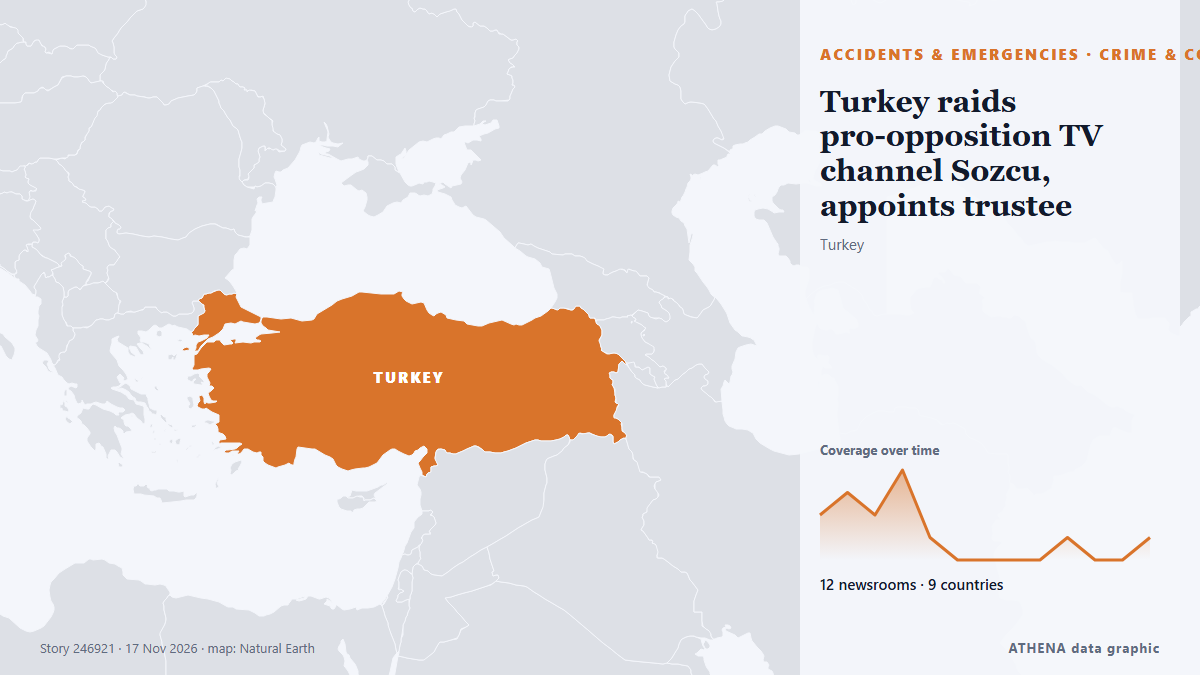 ACCIDENTS & EMERGENCIES · CRIME &
Turkey raids
pro-opposition TV
channel Sozcu,
appoints trustee
Turkey
TURKEY
Coverage over time
12 newsrooms · 9 countries
Story 246921 · 17 Nov 2026 · map: Natural Earth
ATHENA data graphic